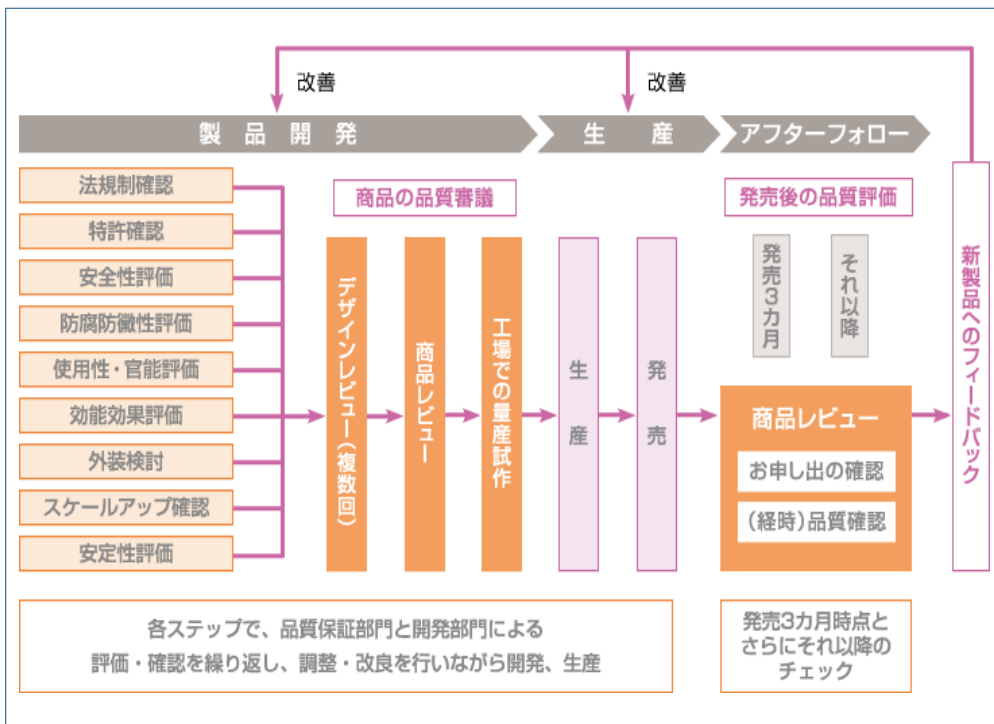 改善
改善
製品開発
生産
アフターフォロー
法規制確認
特許確認
安全性評価
防腐防黴性評価
使用性・官能評価
効能効果評価
外装検討
スケールアップ確認
安定性評価
商品の品質審議
デザインレビュー（複数回）
商品レビュー
工場での量産試作
生産
発売
発売後の品質評価
発売3カ月
それ以降
商品レビュー
お申し出の確認
（経時）品質確認
新製品へのフィードバック
各ステップで、品質保証部門と開発部門による
評価・確認を繰り返し、調整・改良を行いながら開発、生産
発売3カ月時点と
さらにそれ以降の
チェック